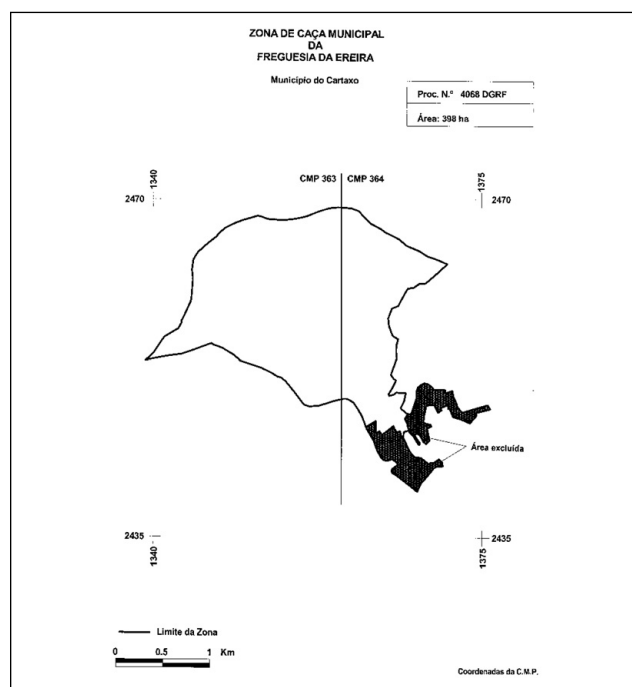 ZONA DE CAÇA MUNICIPAL
DA
FREGUESIA DA EREIRA
Município do Cartaxo
Proc. N.º 4068 DGRF
Área: 398 ha
1340
CMP 363
CMP 364
1375
2470
2470
Área excluída
2435
1340
2435
1375
Limite da Zona
0 0.5 1 Km
Coordenadas da C.M.P.